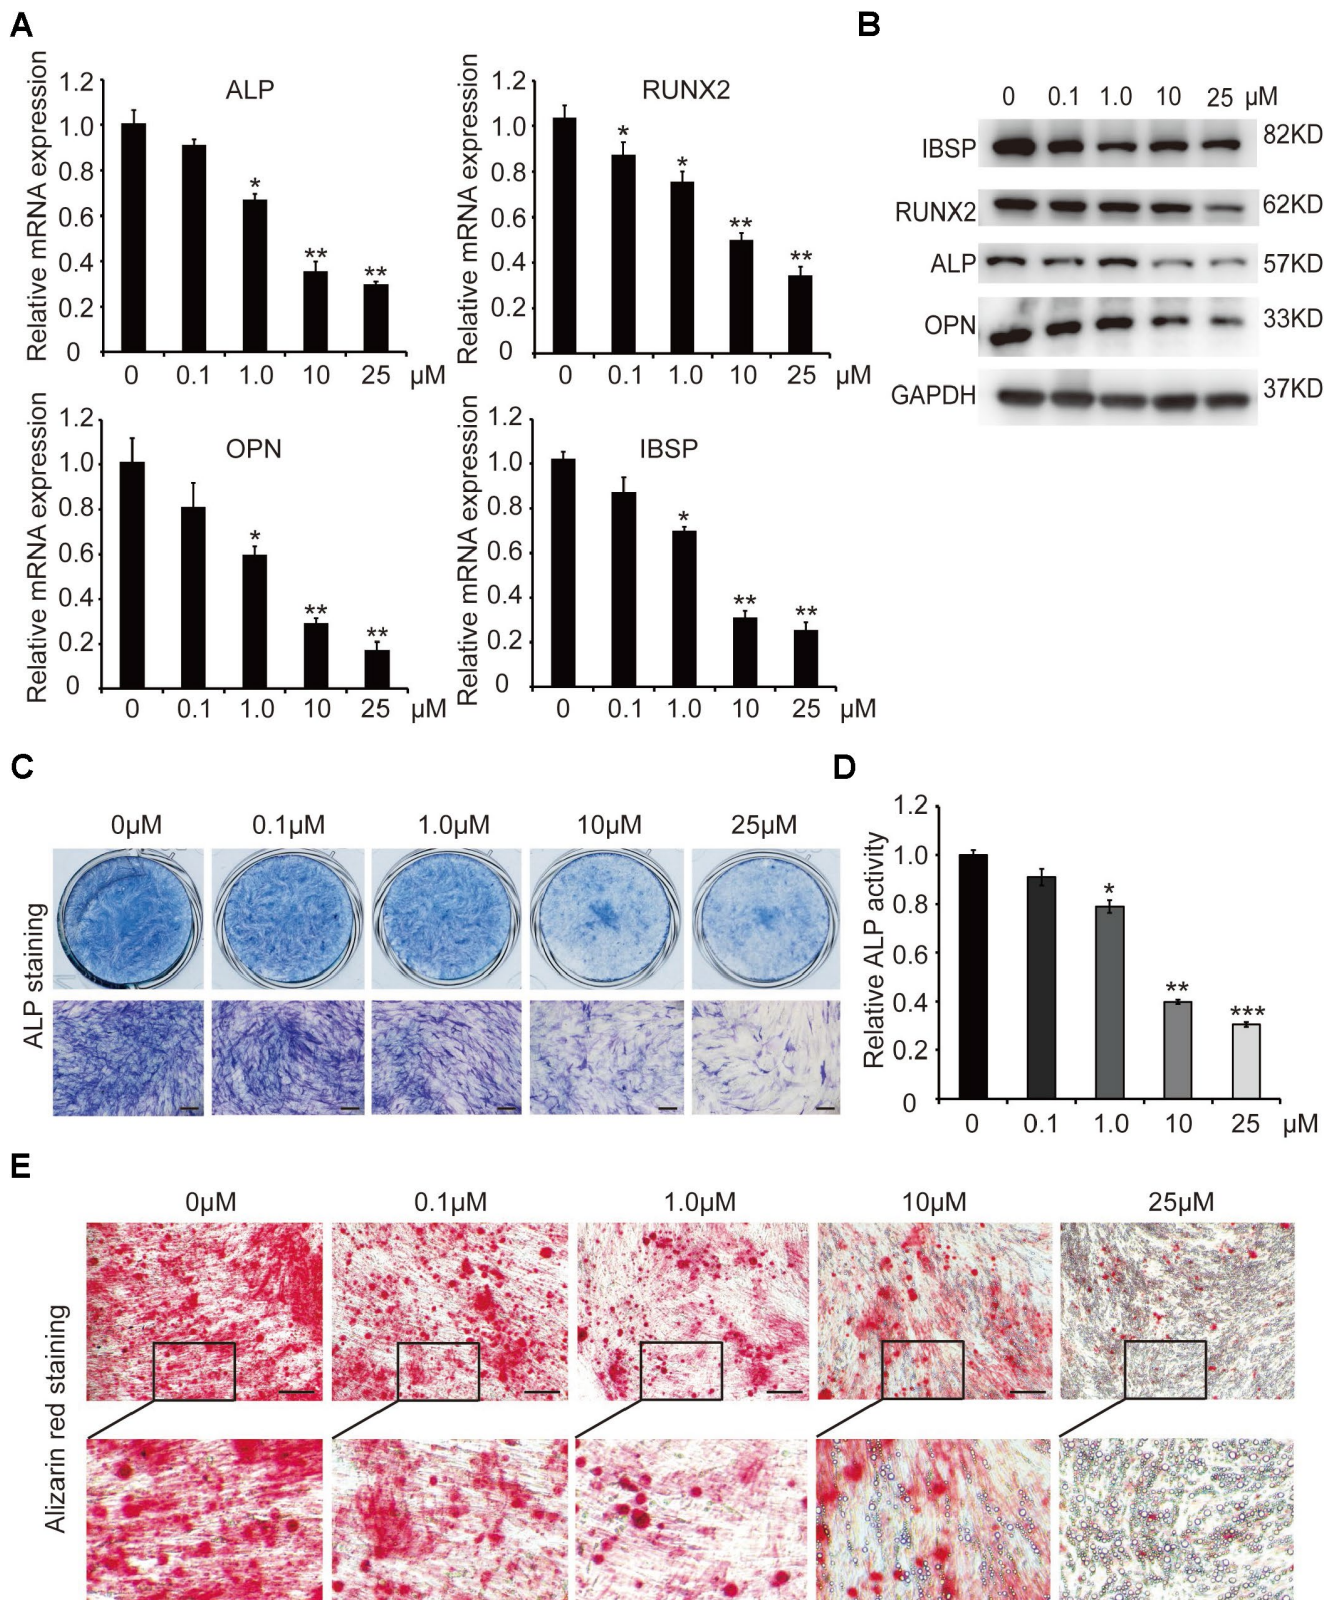 A
Relative mRNA expression
ALP
1.2
1.0
0.8
0.6
0.4
0.2
0
*
**
**
0 0.1 1.0 10 25 µM
Relative mRNA expression
RUNX2
1.2
1.0
0.8
0.6
0.4
0.2
0
*
*
**
**
0 0.1 1.0 10 25 µM
Relative mRNA expression
OPN
1.2
1.0
0.8
0.6
0.4
0.2
0
*
**
**
0 0.1 1.0 10 25 µM
Relative mRNA expression
IBSP
1.2
1.0
0.8
0.6
0.4
0.2
0
*
**
**
0 0.1 1.0 10 25 µM
B
0 0.1 1.0 10 25 µM
IBSP 82KD
RUNX2 62KD
ALP 57KD
OPN 33KD
GAPDH 37KD
C
0µM 0.1µM 1.0µM 10µM 25µM
ALP staining
D
Relative ALP activity
1.2
1.0
0.8
0.6
0.4
0.2
0
*
**
***
0 0.1 1.0 10 25 µM
E
0µM 0.1µM 1.0µM 10µM 25µM
Alizarin red staining